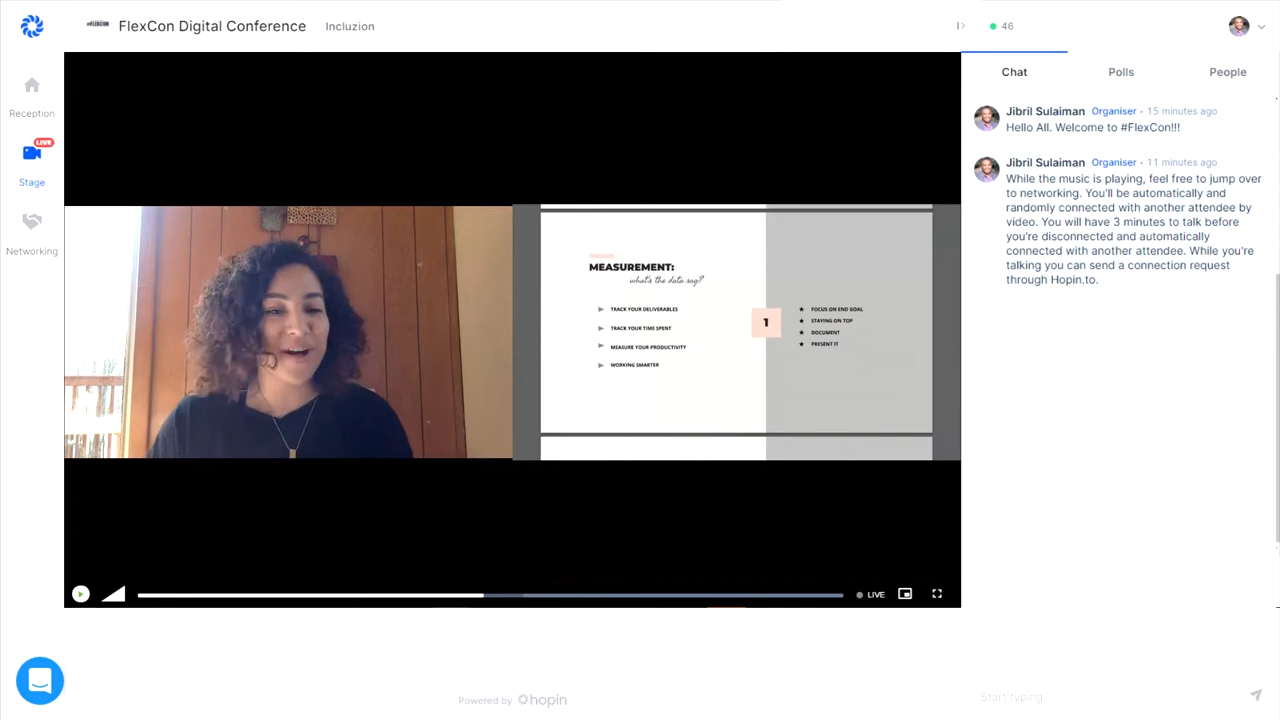 #FLEXCON
FlexCon Digital Conference
Incluzion
46
Reception
LIVE
Stage
Networking
MEASUREMENT:
what's the data say?
TRACK YOUR DELIVERABLES
TRACK YOUR TIME SPENT
MEASURE YOUR PRODUCTIVITY
WORKING SMARTER
1
FOCUS ON END GOAL
STAYING ON TOP
DOCUMENT
PRESENT IT
LIVE
Chat
Polls
People
Jibril Sulaiman Organiser • 15 minutes ago
Hello All. Welcome to #FlexCon!!!
Jibril Sulaiman Organiser • 11 minutes ago
While the music is playing, feel free to jump over
to networking. You'll be automatically and
randomly connected with another attendee by
video. You will have 3 minutes to talk before
you're disconnected and automatically
connected with another attendee. While you're
talking you can send a connection request
through Hopin.to.
Powered by hopin
Start typing